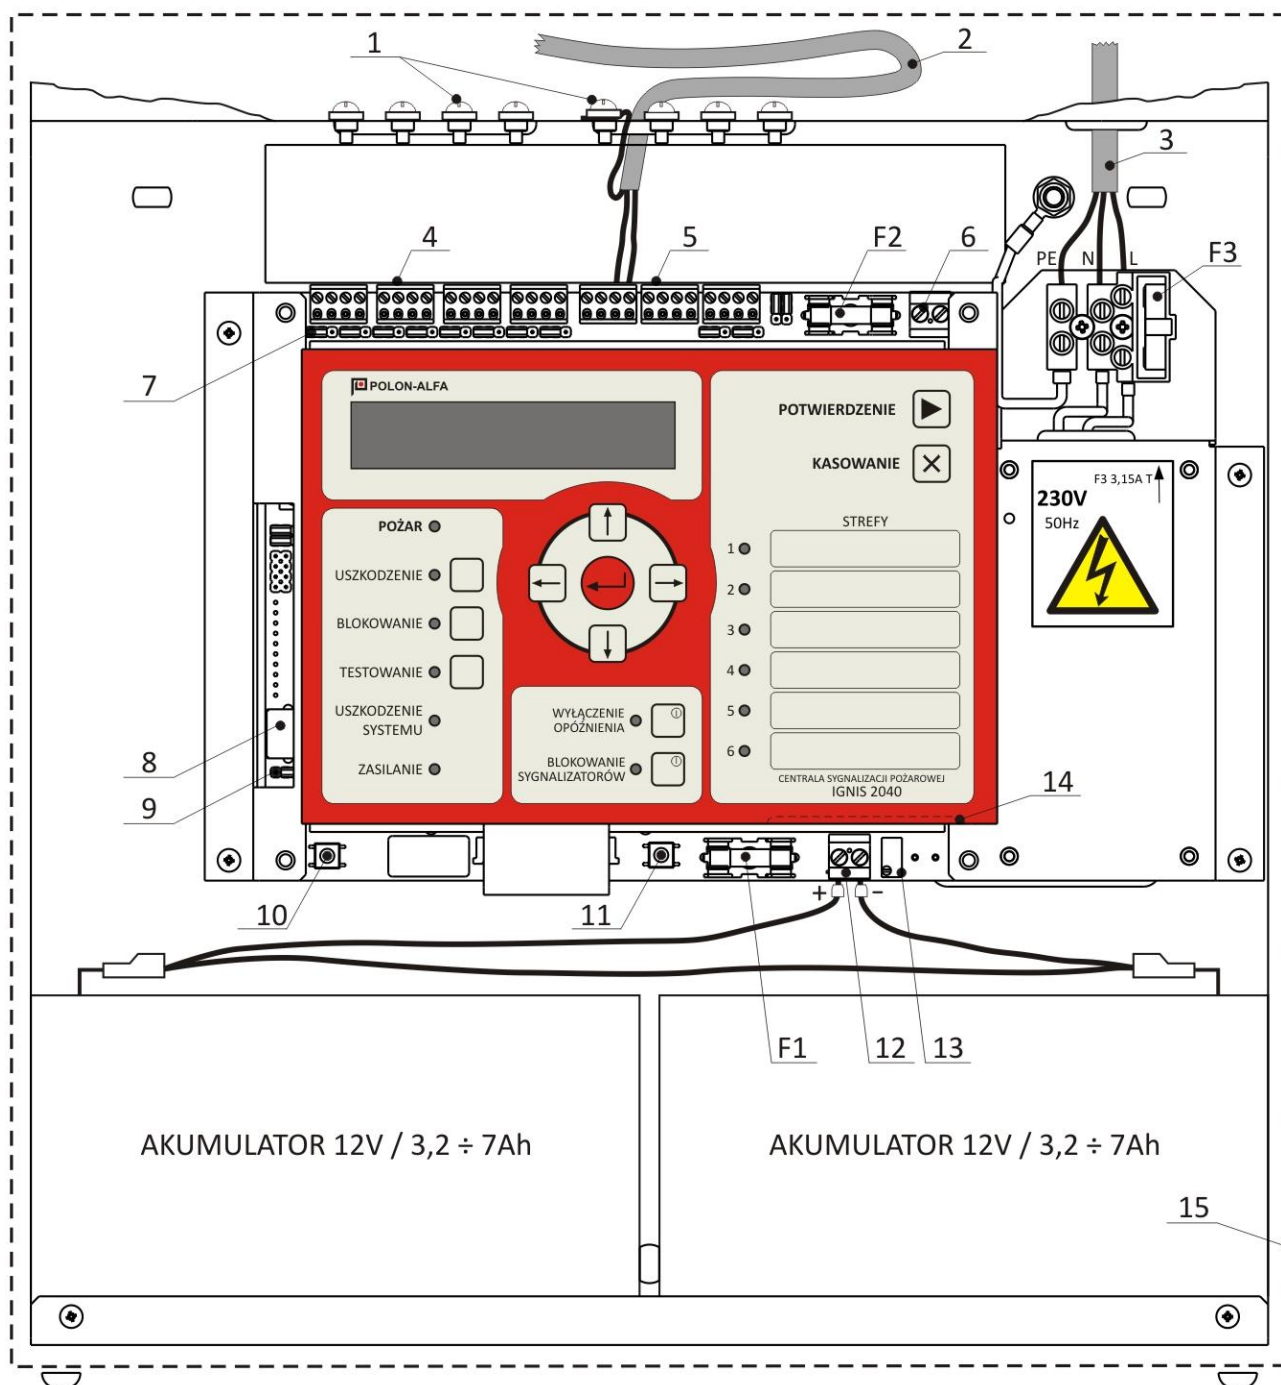 1
2
3
4
5
F2
6
PE
N
L
F3
7
POLON-ALFA
POTWIERDZENIE
KASOWANIE
F3 3,15A T
230V
50Hz
STREFY
POŻAR
USZKODZENIE
BLOKOWANIE
TESTOWANIE
USZKODZENIE
SYSTEMU
ZASILANIE
WYŁĄCZENIE
OPÓŹNIENIA
BLOKOWANIE
SYGNALIZATORÓW
1
2
3
4
5
6
CENTRALA SYGNALIZACJI POŻAROWEJ
IGNIS 2040
8
9
14
10
11
+
−
F1
12
13
AKUMULATOR 12V / 3,2 ÷ 7Ah
AKUMULATOR 12V / 3,2 ÷ 7Ah
15